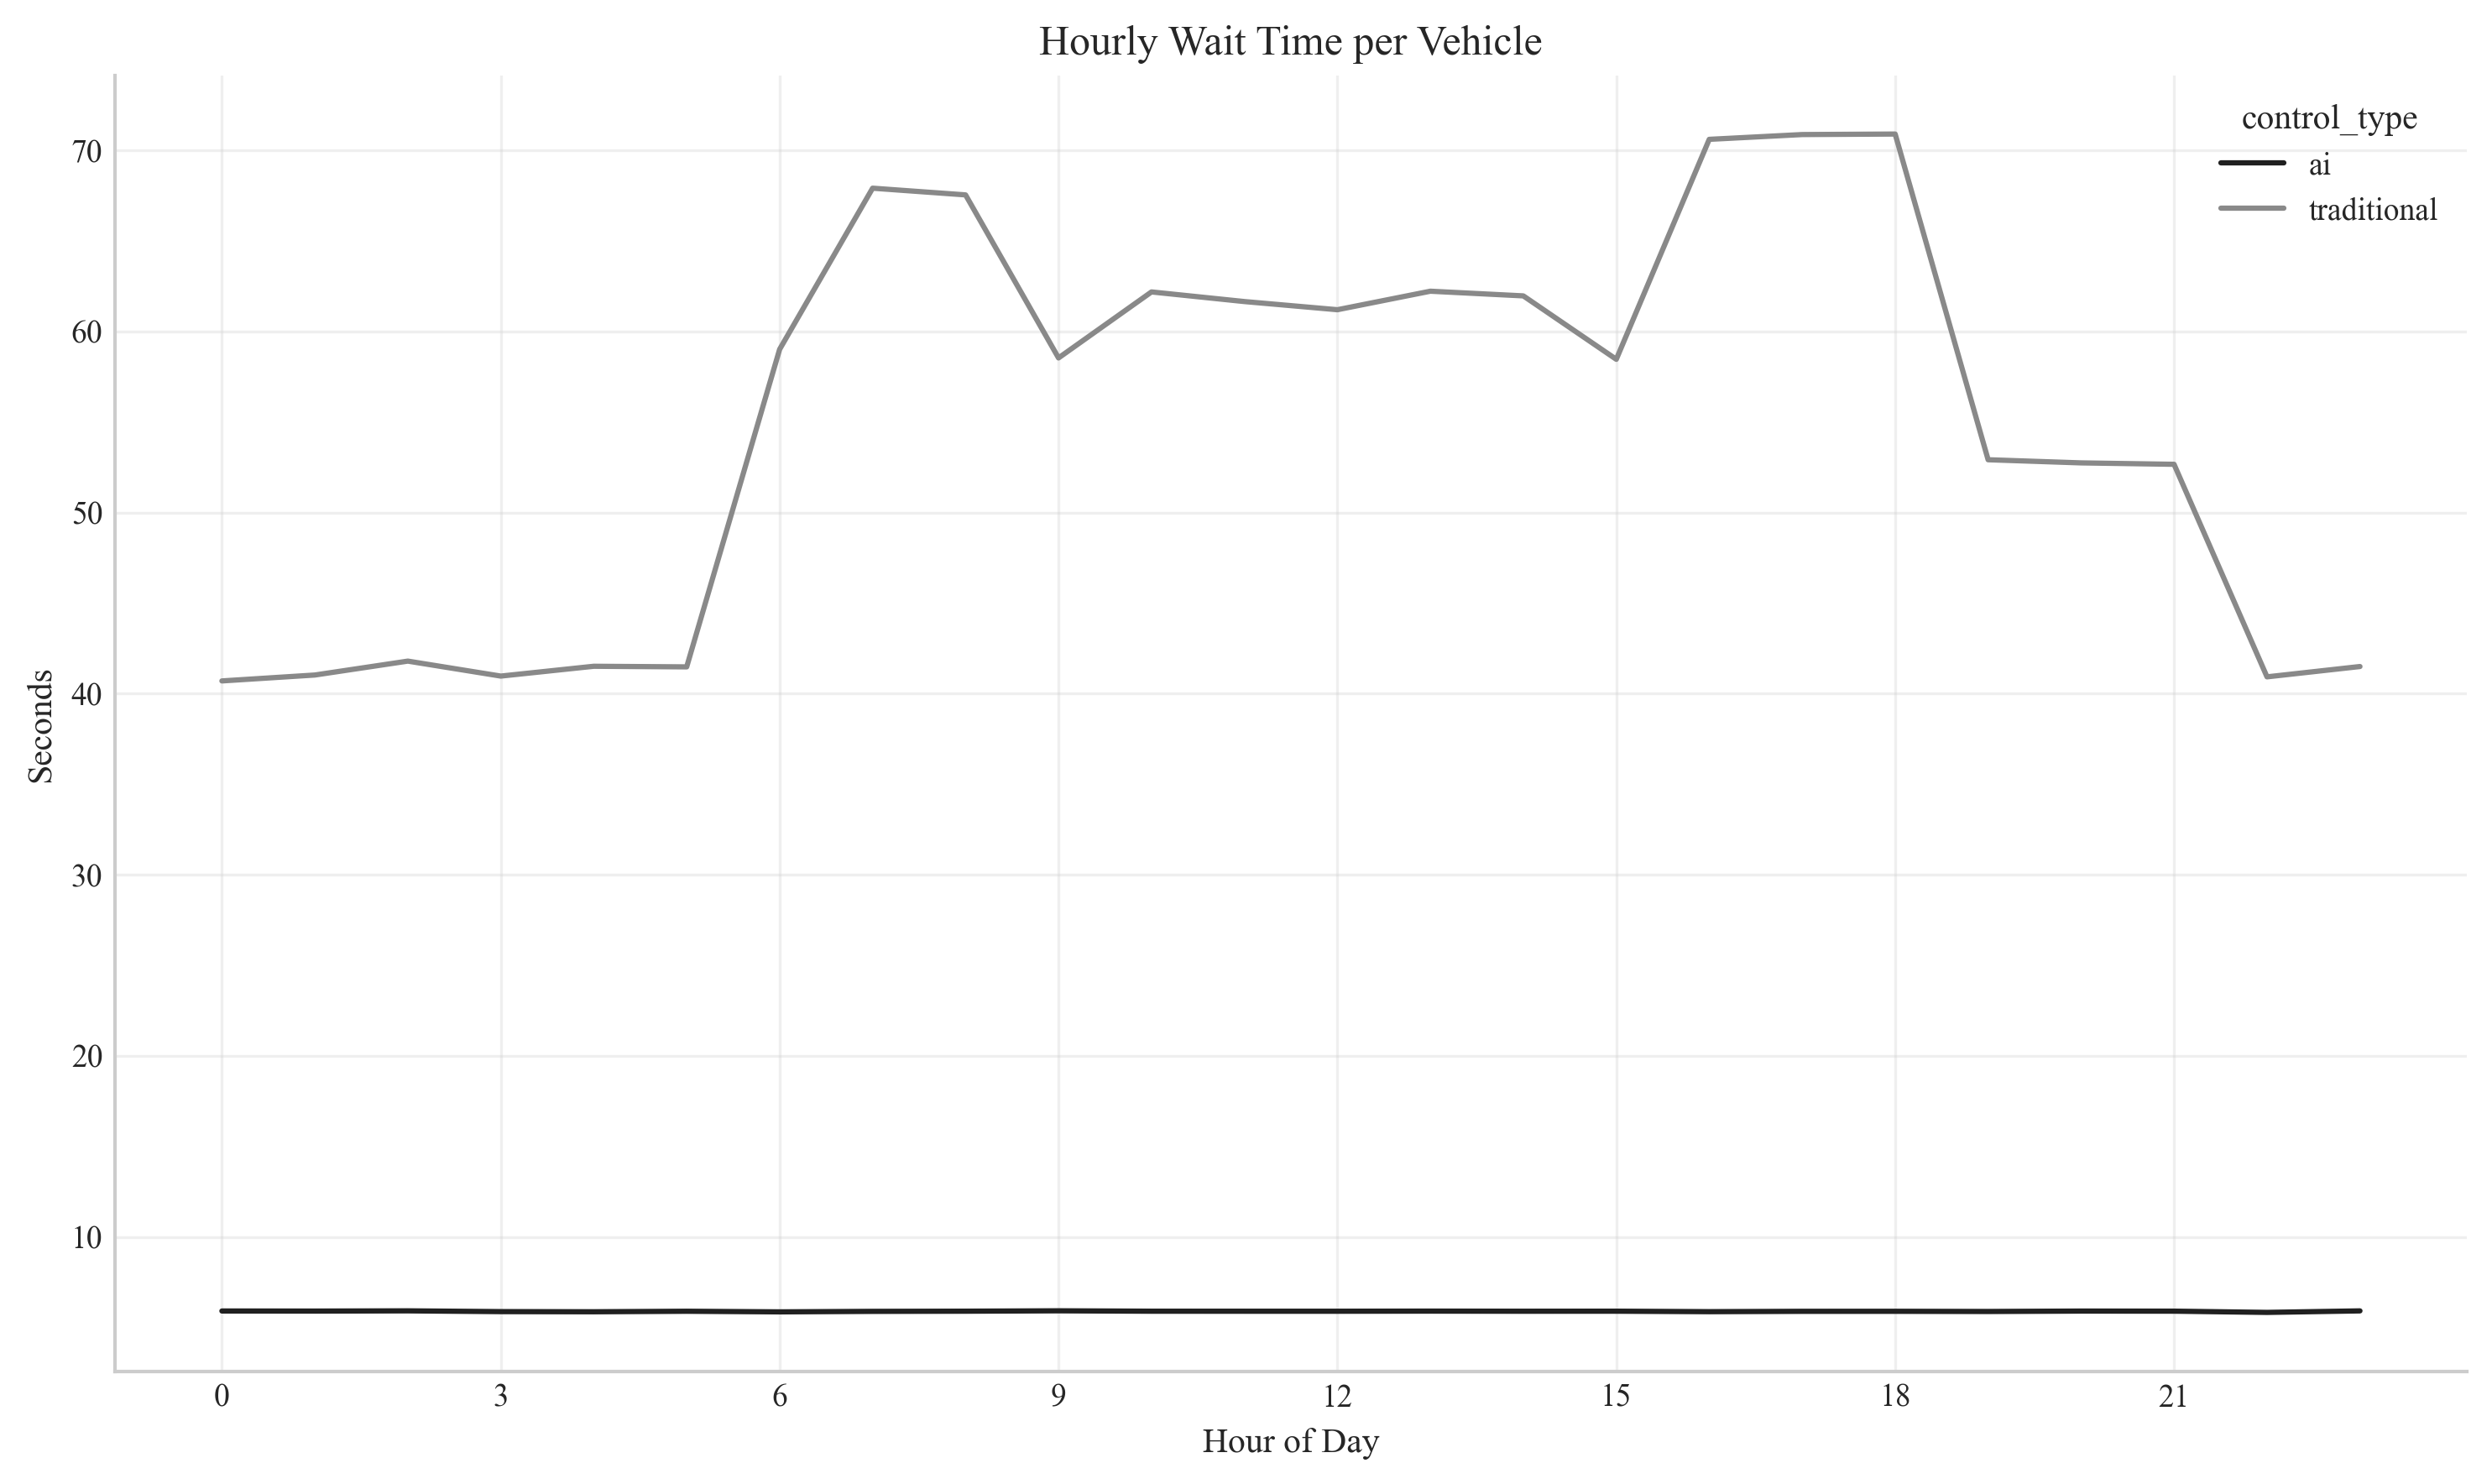 Hourly Wait Time per Vehicle
control_type
ai
traditional
70
60
50
40
30
20
10
Seconds
0 3 6 9 12 15 18 21
Hour of Day